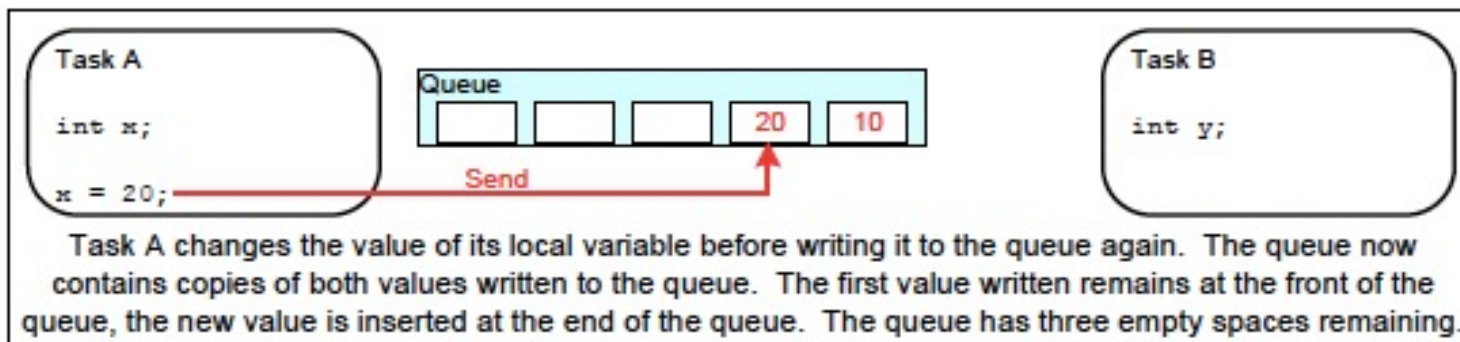 Task A
int x;
x = 20;
Queue
20
10
Send
Task B
int y;
Task A changes the value of its local variable before writing it to the queue again. The queue now
contains copies of both values written to the queue. The first value written remains at the front of the
queue, the new value is inserted at the end of the queue. The queue has three empty spaces remaining.